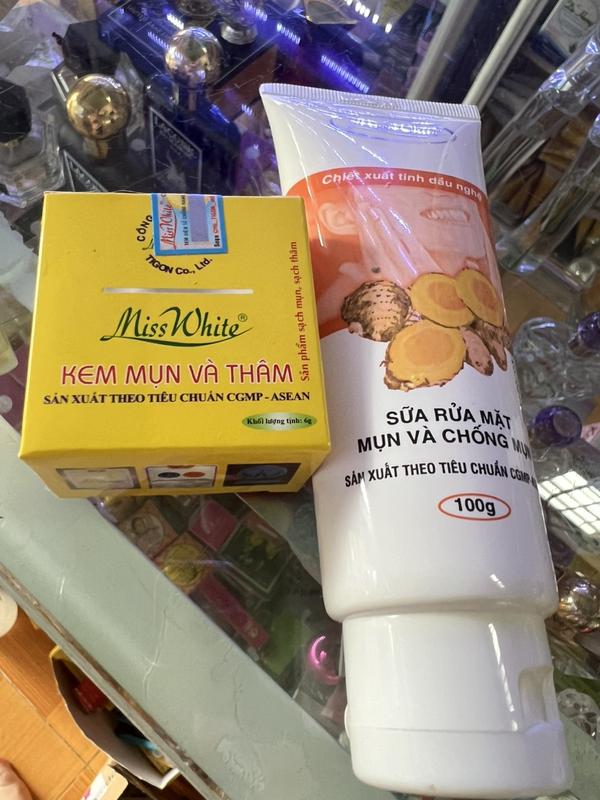 CÔNG
TIGON Co., Ltd.
Miss White
MissWhite®
KEM MỤN VÀ THÂM
SẢN XUẤT THEO TIÊU CHUẨN CGMP - ASEAN
Khối lượng tịnh: 6g
Sản phẩm sạch mụn, sạch thâm
Chiết xuất tinh dầu nghệ
SỮA RỬA MẶT
MỤN VÀ CHỐNG
SẢN XUẤT THEO TIÊU CHUẨN CGMP
100g